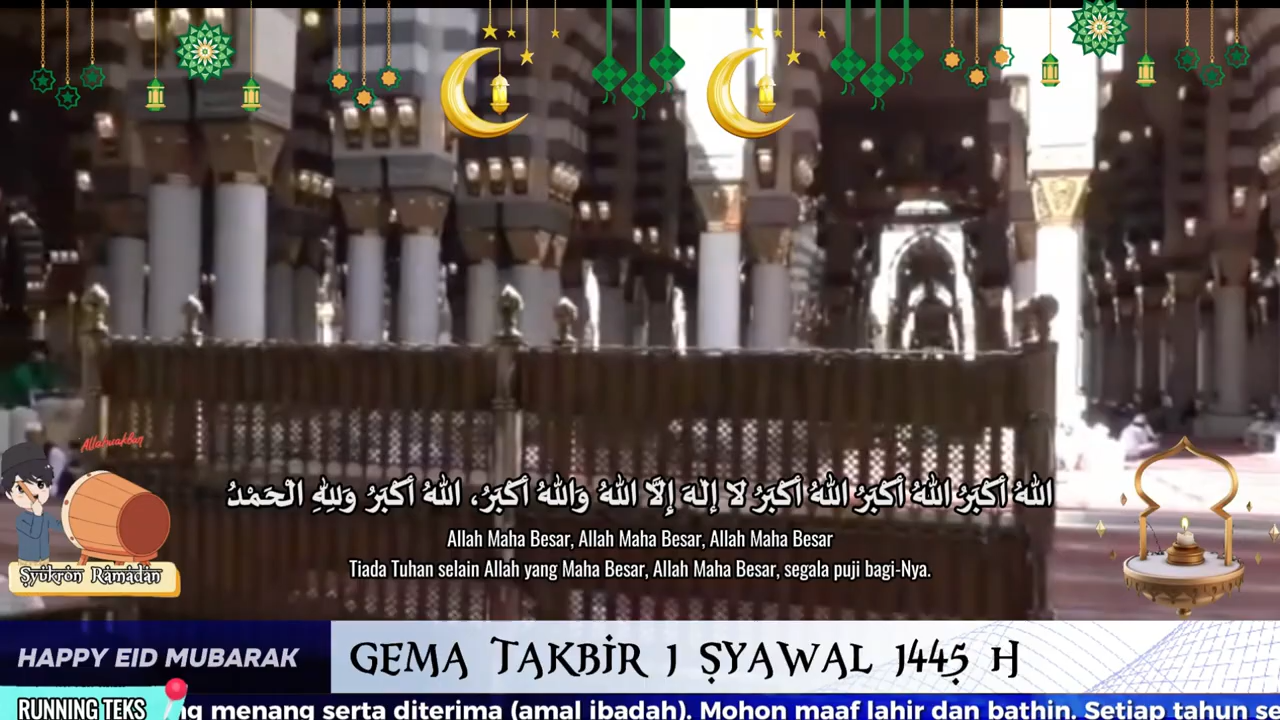 Allahuakbar
اللهُ أَكْبَرُ اللهُ أَكْبَرُ اللهُ أَكْبَرُ لَا إِلٰهَ إِلَّا اللهُ وَاللهُ أَكْبَرُ، اللهُ أَكْبَرُ وَلِلهِ الْحَمْدُ
Allah Maha Besar, Allah Maha Besar, Allah Maha Besar
Tiada Tuhan selain Allah yang Maha Besar, Allah Maha Besar, segala puji bagi-Nya.
Syukron Ramadan
HAPPY EID MUBARAK
GEMA TAKBIR 1 SYAWAL 1445 H
RUNNING TEKS
ng menang serta diterima (amal ibadah). Mohon maaf lahir dan bathin. Setiap tahun se